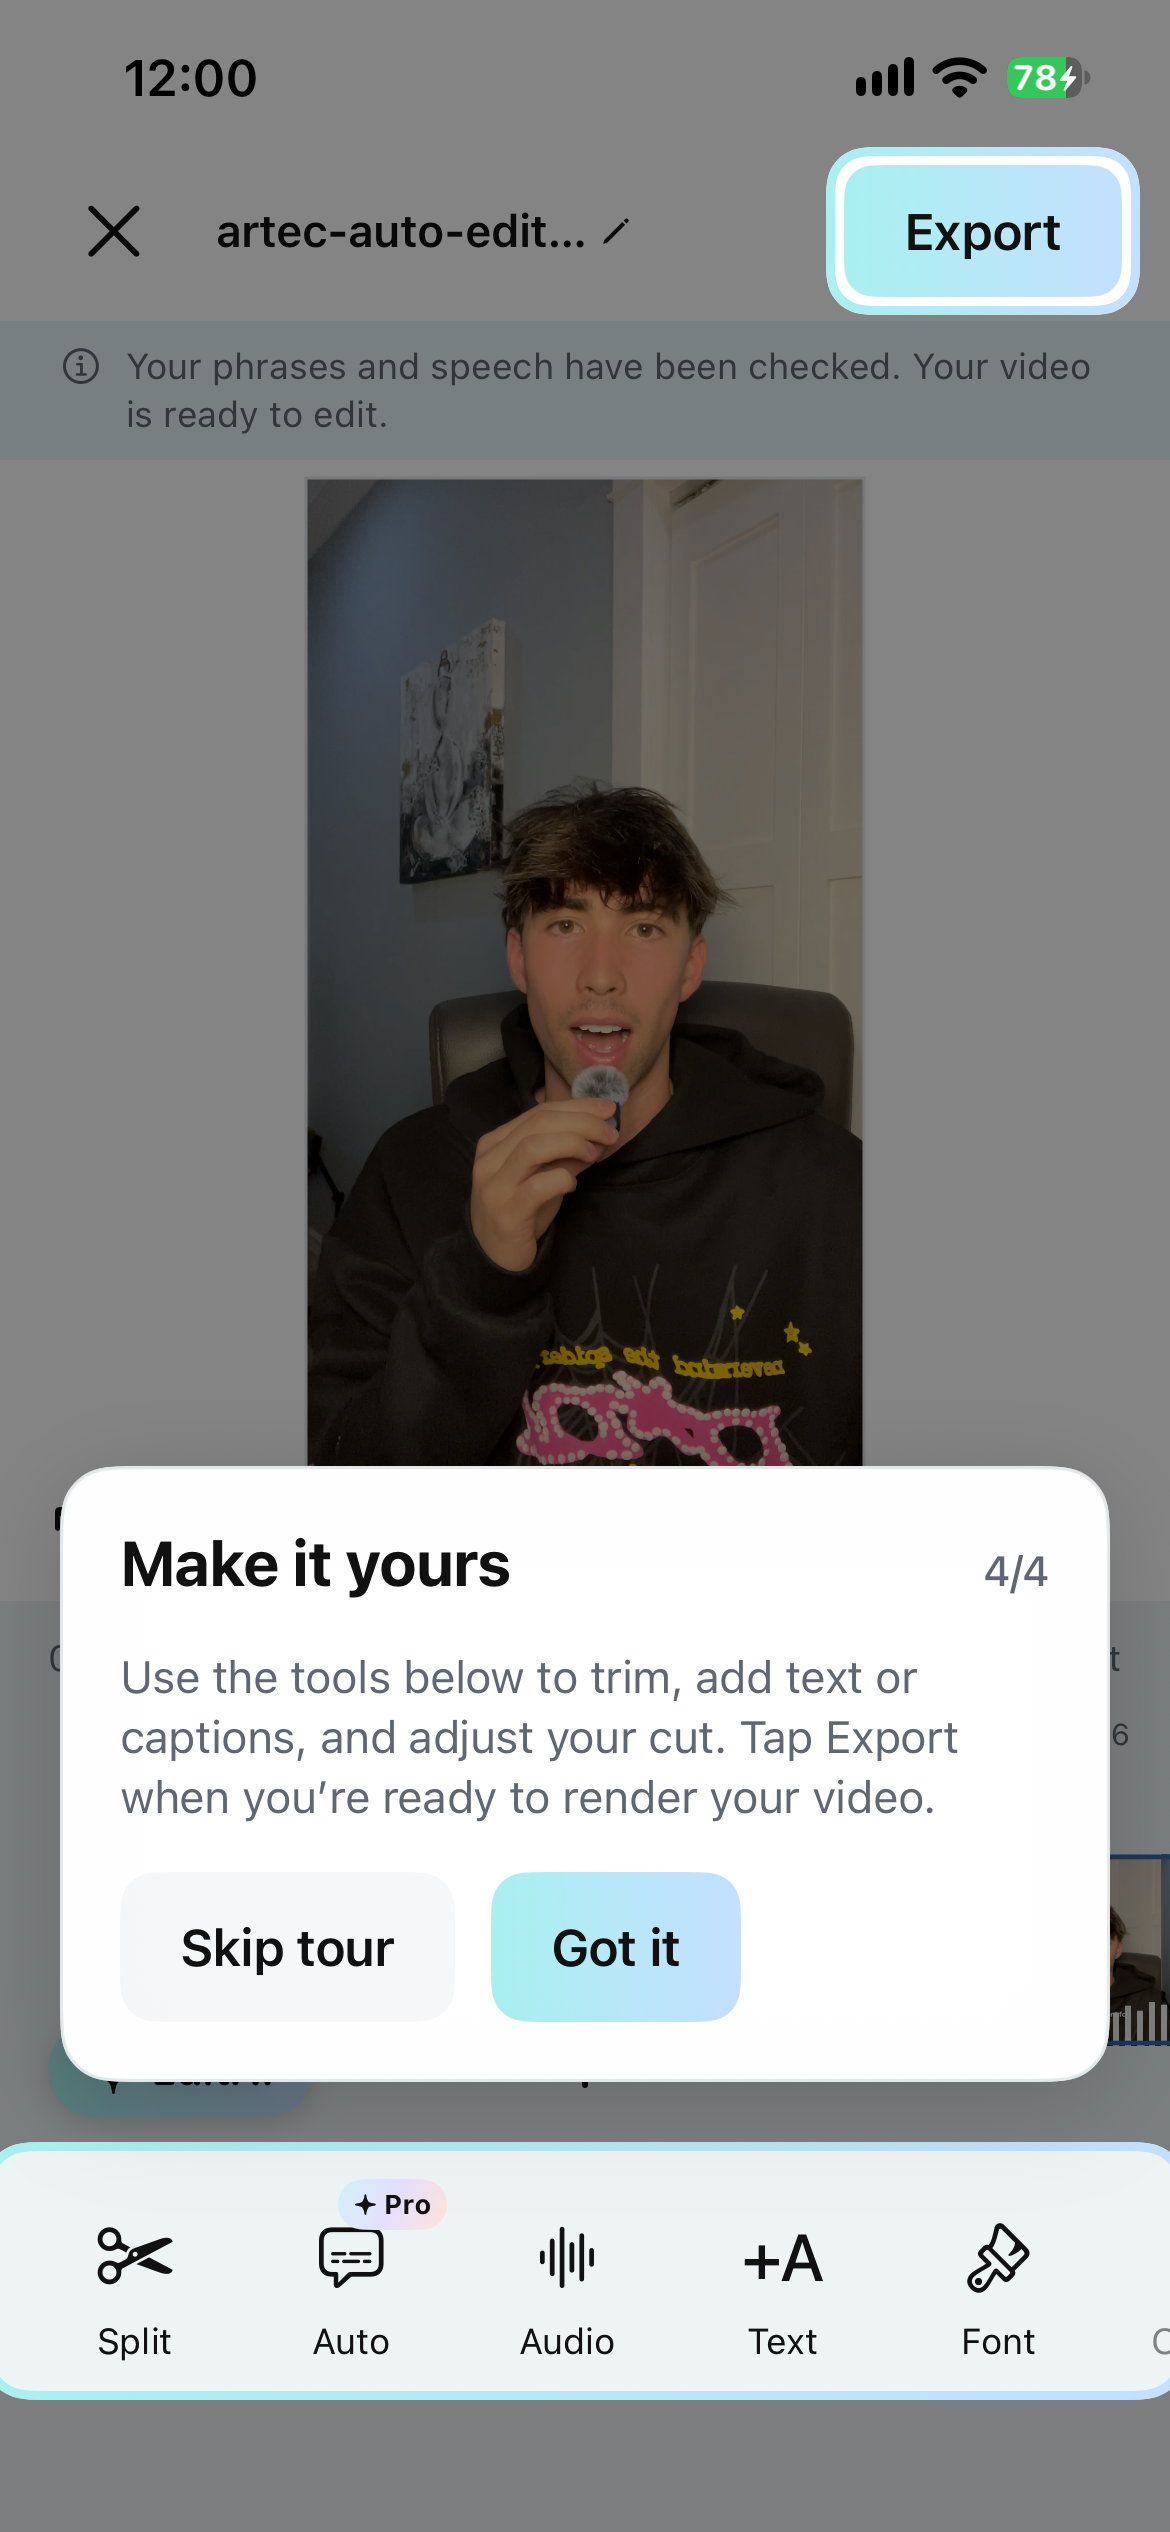 12:00
78
artec-auto-edit...
Export
Your phrases and speech have been checked. Your video
is ready to edit.
Make it yours
4/4
Use the tools below to trim, add text or
captions, and adjust your cut. Tap Export
when you’re ready to render your video.
Skip tour
Got it
Pro
Split
Auto
Audio
+A
Text
Font